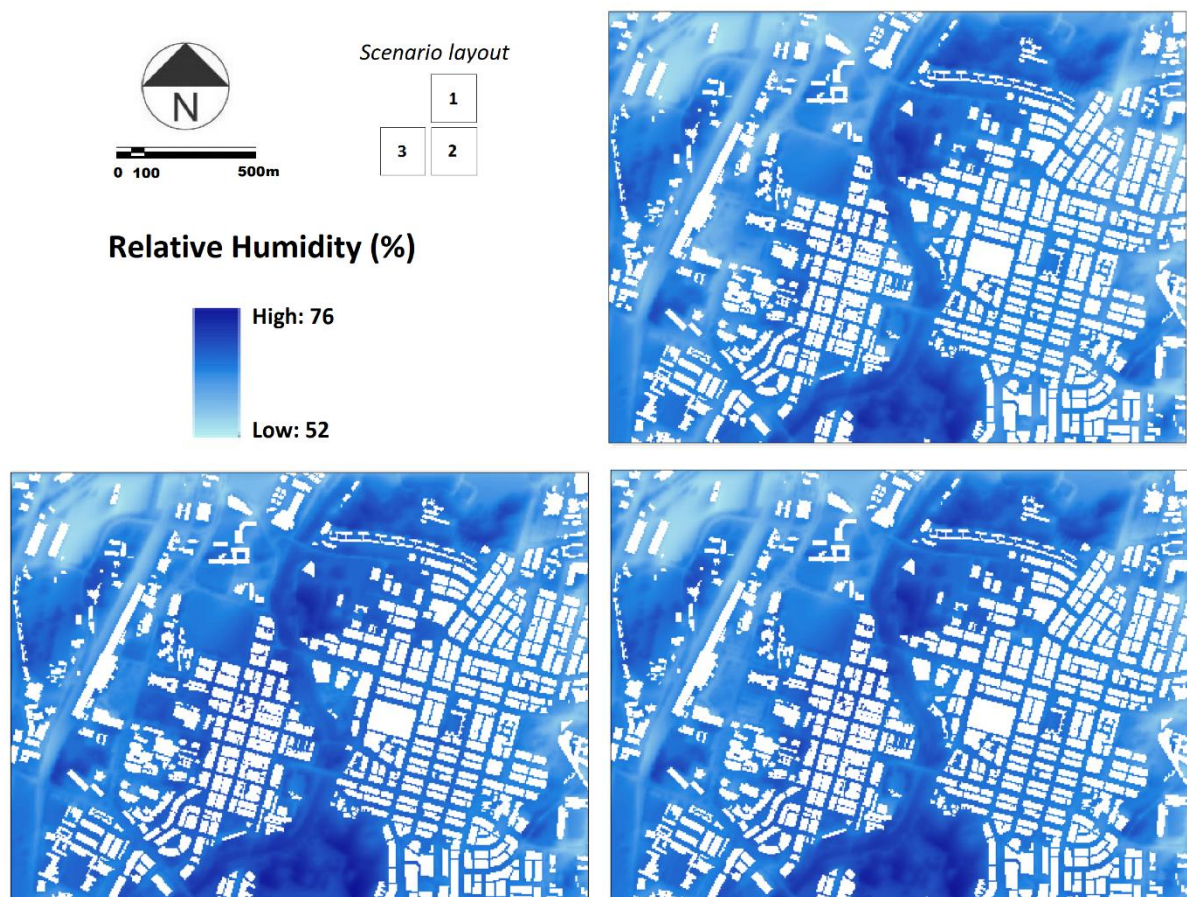 N
0 100 500m
Scenario layout
1
3 2
Relative Humidity (%)
High: 76
Low: 52